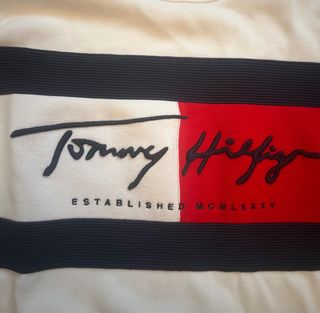 Tommy Hilfiger
ESTABLISHED MCMLXXXV